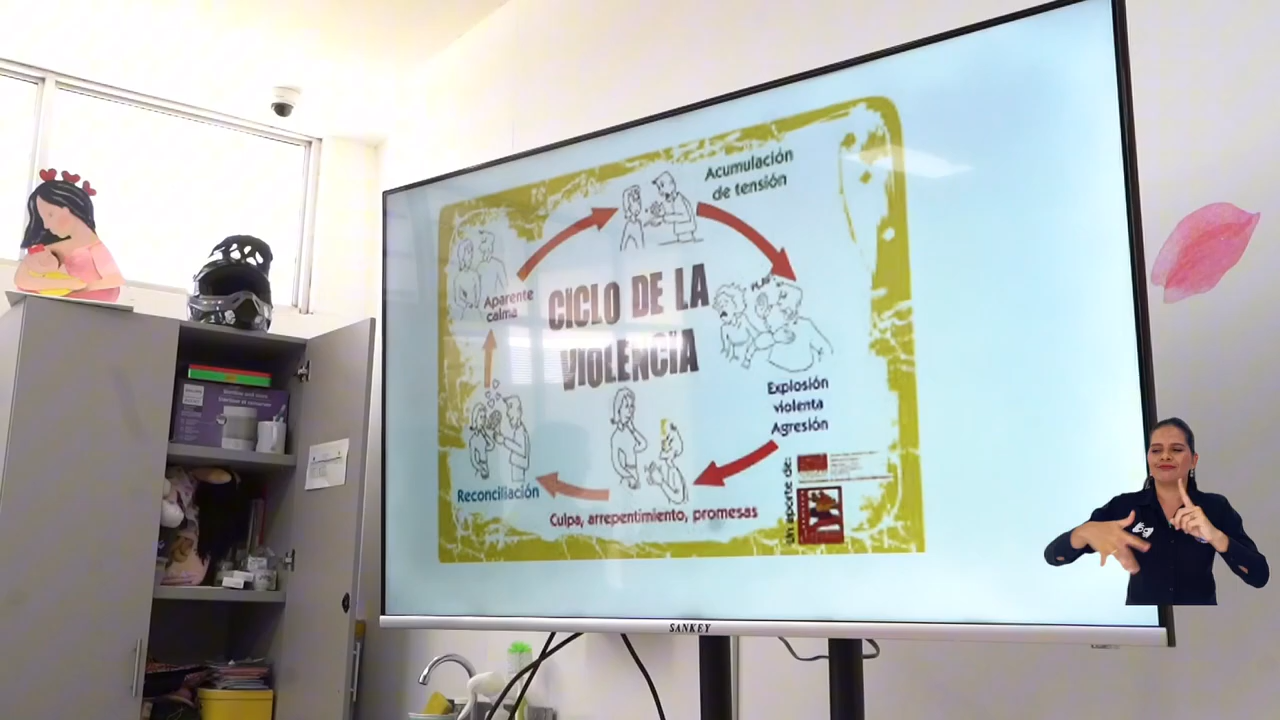 Acumulación
de tensión
Aparente
calma
CICLO DE LA
VIOLENCIA
PLAF
Explosión
violenta
Agresión
Reconciliación
Culpa, arrepentimiento, promesas
Un aporte de:
SANKEY